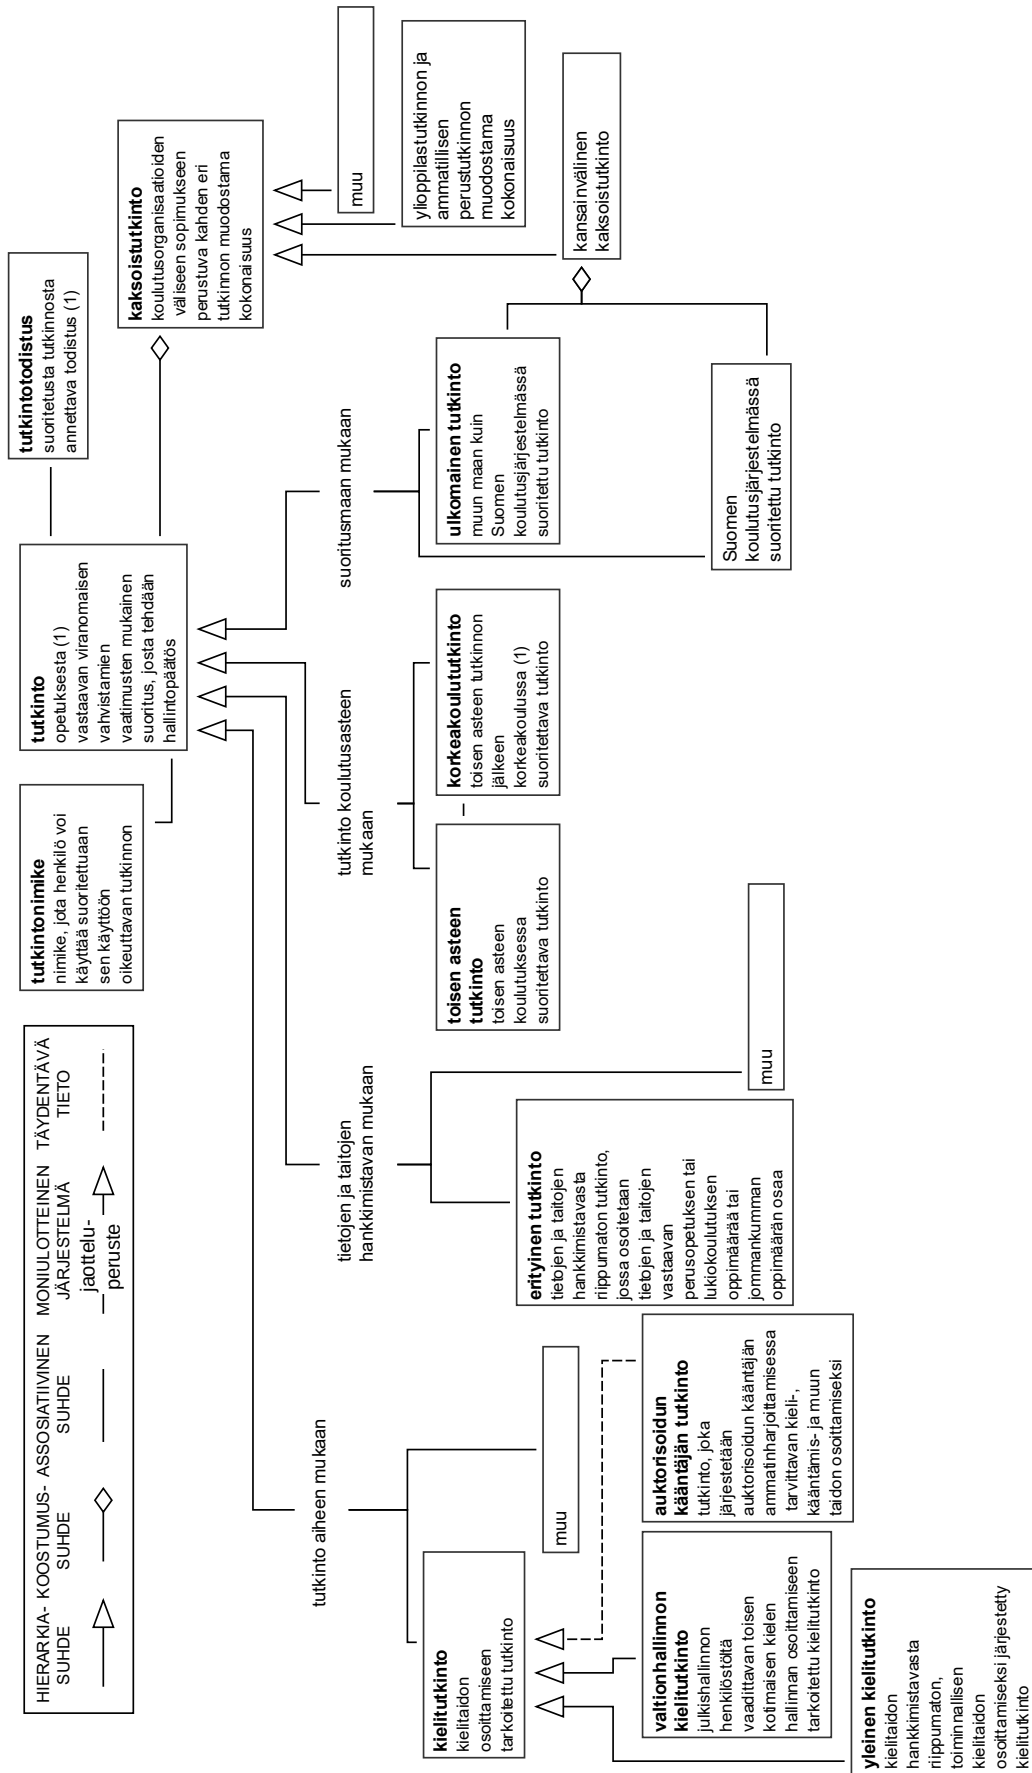 HIERARKIA- KOOSTUMUS- ASSOSIATIIVINEN MONIULOTTEINEN TÄYDENTÄVÄ
SUHDE SUHDE SUHDE JÄRJESTELMÄ TIETO
jaottelu-
peruste
tutkintonimike
nimike, jota henkilö voi
käyttää suoritettuaan
sen käyttöön
oikeuttavan tutkinnon
tutkinto
opetuksesta (1)
vastaavan viranomaisen
vahvistamien
vaatimusten mukainen
suoritus, josta tehdään
hallintopäätös
tutkintotodistus
suoritetusta tutkinnosta
annettava todistus (1)
kaksoistutkinto
koulutusorganisaatioiden
väliseen sopimukseen
perustuva kahden eri
tutkinnon muodostama
kokonaisuus
muu
ylioppilastutkinnon ja
ammatillisen
perustutkinnon
muodostama
kokonaisuus
kansainvälinen
kaksoistutkinto
tutkinto aiheen mukaan
tietojen ja taitojen
hankkimistavan mukaan
tutkinto koulutusasteen
mukaan
suoritusmaan mukaan
kielitutkinto
kielitaidon
osoittamiseen
tarkoitettu tutkinto
muu
erityinen tutkinto
tietojen ja taitojen
hankkimistavasta
riippumaton tutkinto,
jossa osoitetaan
tietojen ja taitojen
vastaavan
perusopetuksen tai
lukiokoulutuksen
oppimäärää tai
jommankumman
oppimäärän osaa
muu
toisen asteen
tutkinto
toisen asteen
koulutuksessa
suoritettava tutkinto
korkeakoulututkinto
toisen asteen tutkinnon
jälkeen
korkeakoulussa (1)
suoritettava tutkinto
ulkomainen tutkinto
muun maan kuin
Suomen
koulutusjärjestelmässä
suoritettu tutkinto
Suomen
koulutusjärjestelmässä
suoritettu tutkinto
valtionhallinnon
kielitutkinto
julkishallinnon
henkilöstöltä
vaadittavan toisen
kotimaisen kielen
hallinnan osoittamiseen
tarkoitettu kielitutkinto
auktorisoidun
kääntäjän tutkinto
tutkinto, joka
järjestetään
auktorisoidun kääntäjän
ammatinharjoittamisessa
tarvittavan kieli-,
kääntämis- ja muun
taidon osoittamiseksi
yleinen kielitutkinto
kielitaidon
hankkimistavasta
riippumaton,
toiminnallisen
kielitaidon
osoittamiseksi järjestetty
kielitutkinto